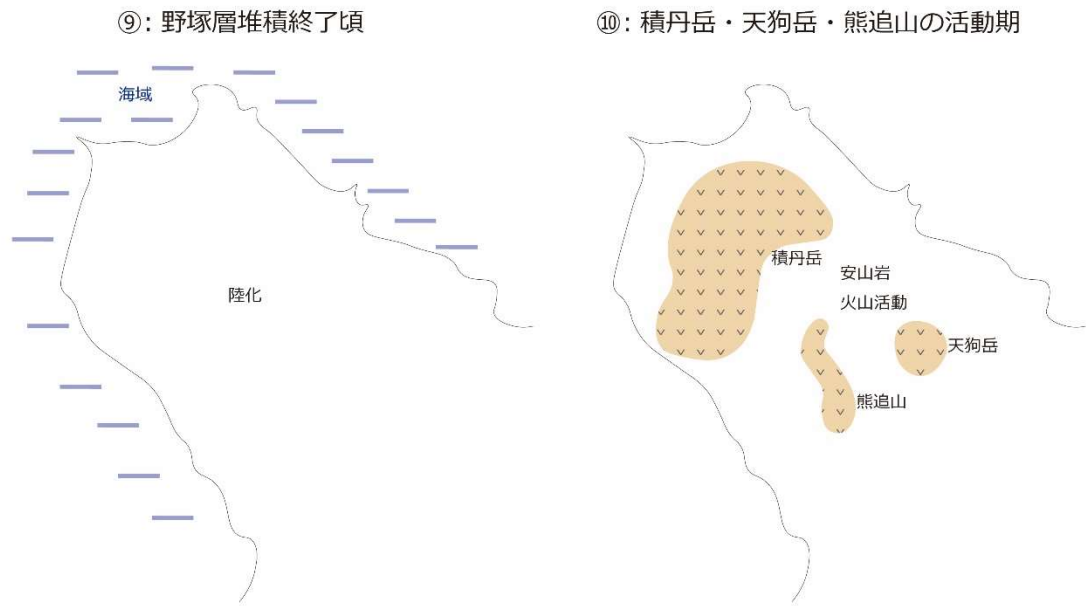 ⑨: 野塚層堆積終了頃
海域
陸化
⑩: 積丹岳・天狗岳・熊追山の活動期
積丹岳
安山岩
火山活動
天狗岳
熊追山